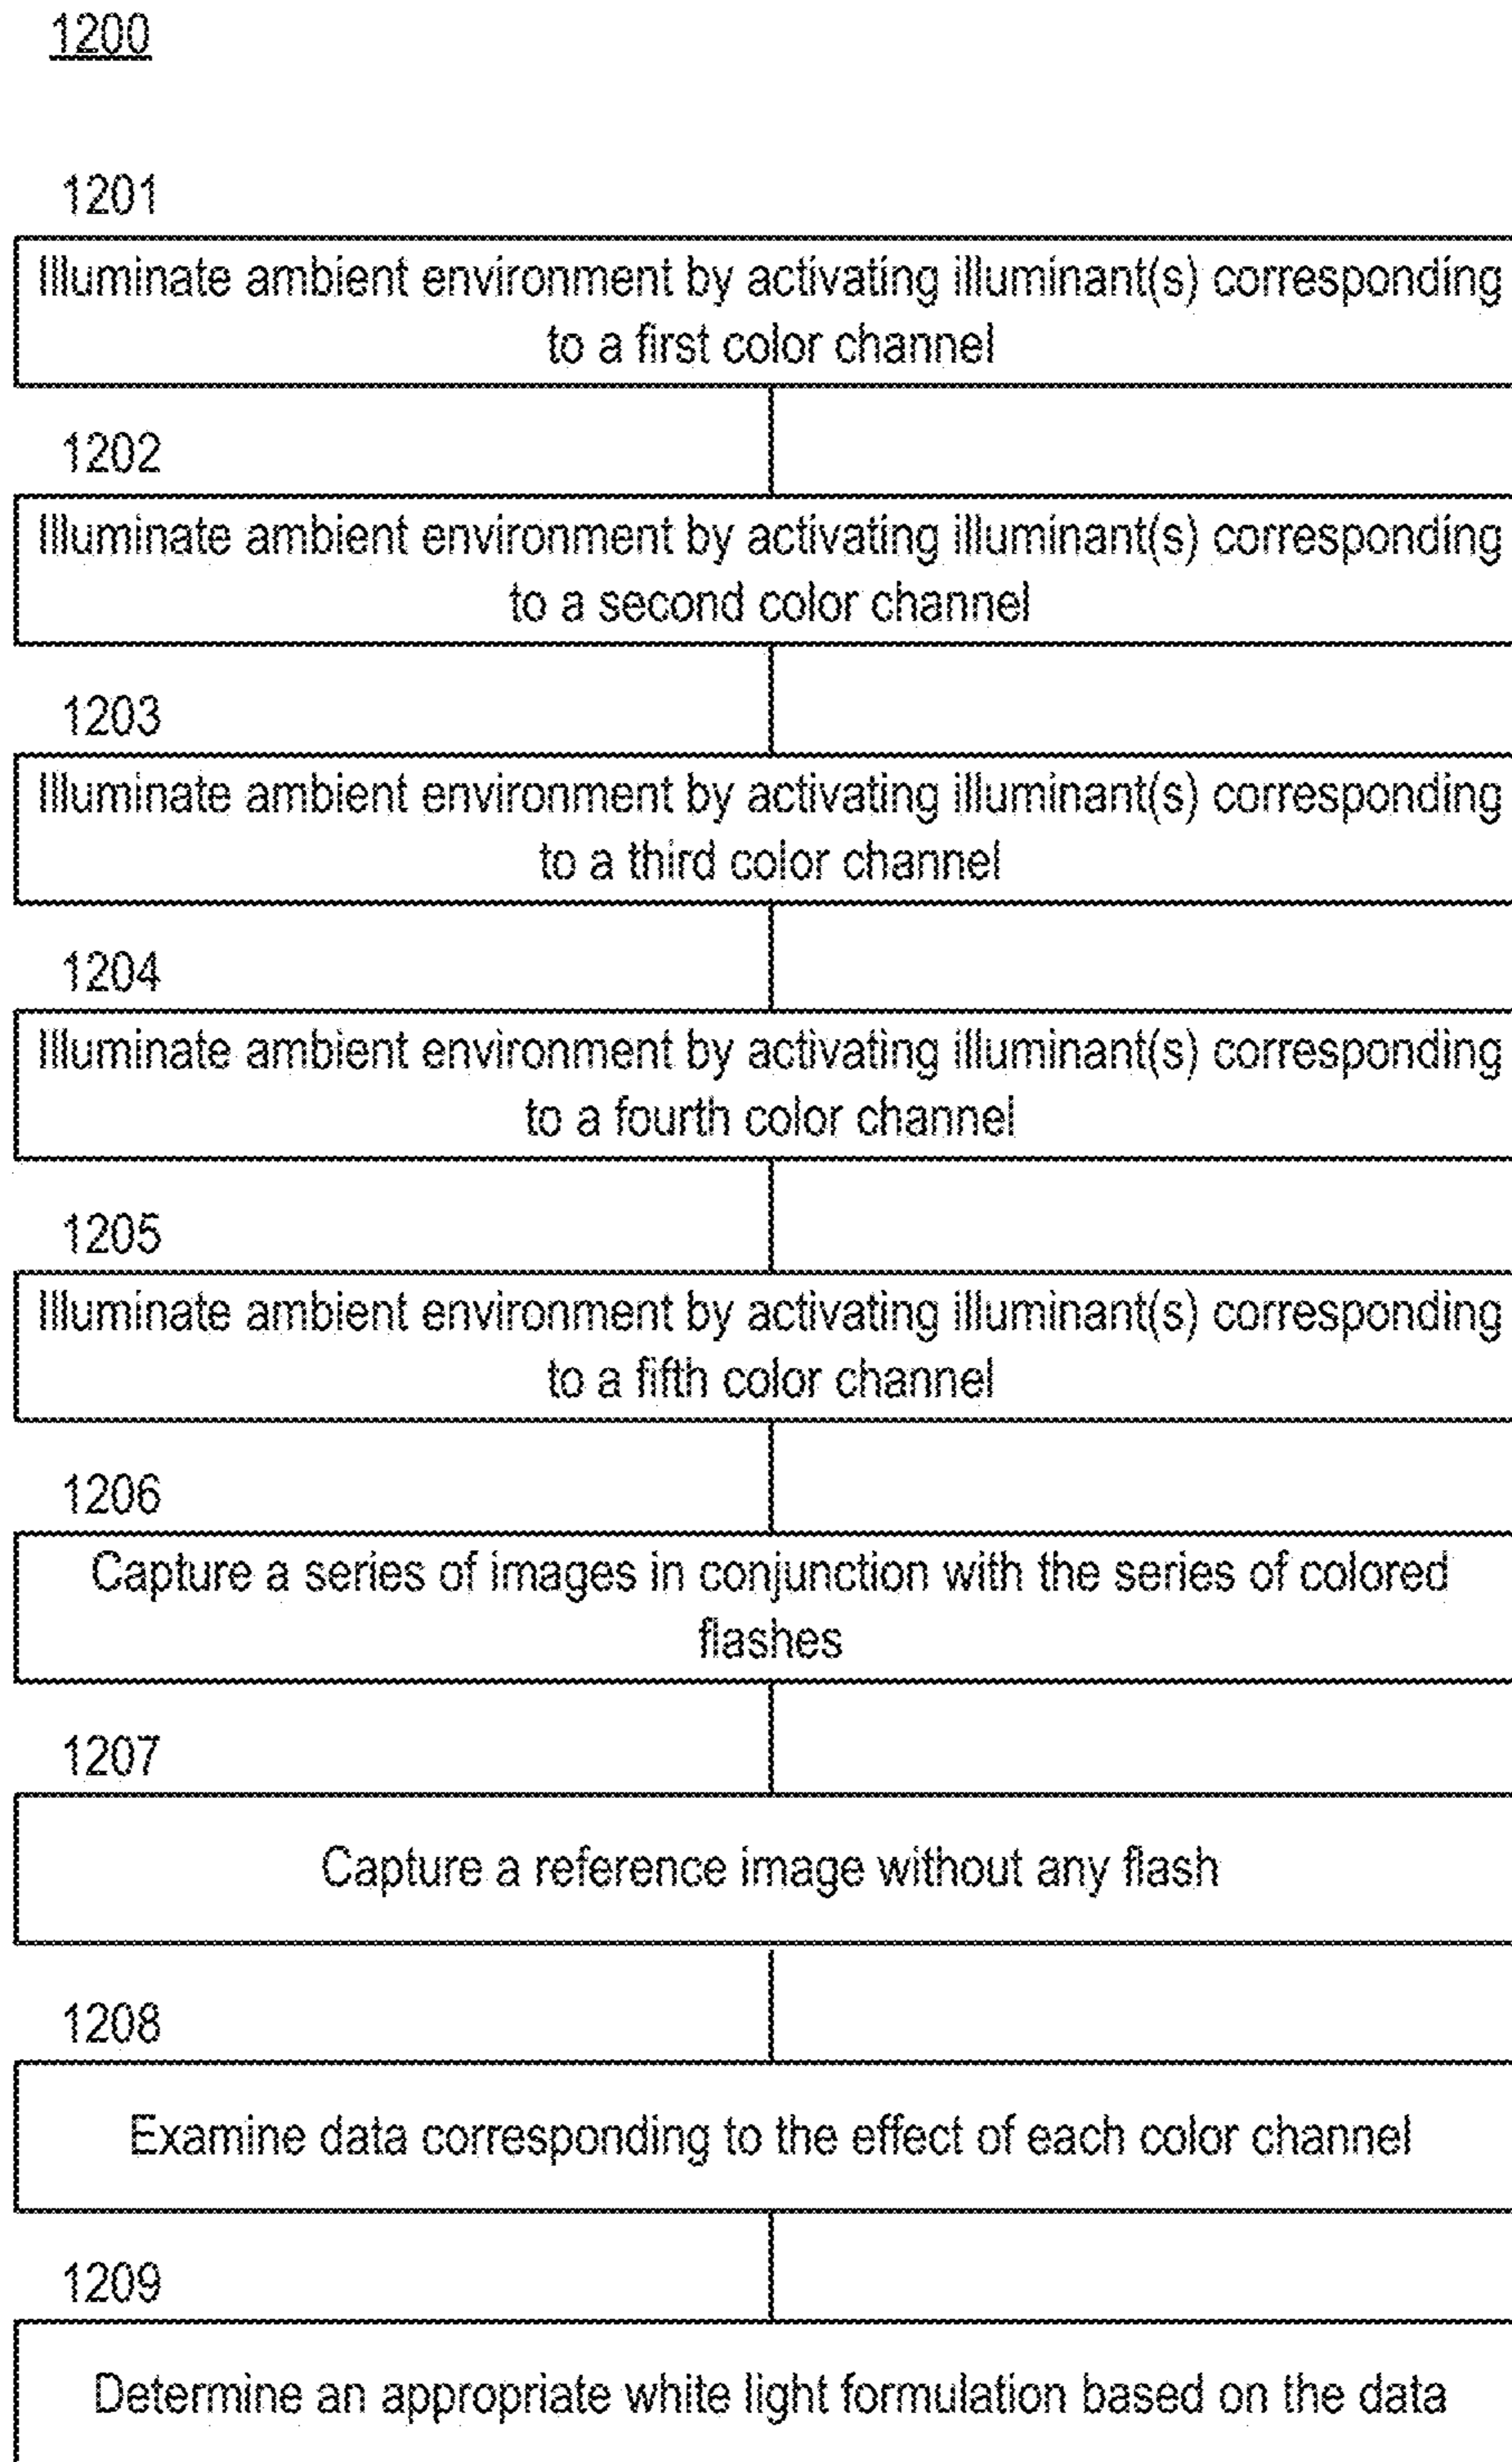 1200
1201
Illuminate ambient environment by activating illuminant(s) corresponding
to a first color channel
1202
Illuminate ambient environment by activating illuminant(s) corresponding
to a second color channel
1203
Illuminate ambient environment by activating illuminant(s) corresponding
to a third color channel
1204
Illuminate ambient environment by activating illuminant(s) corresponding
to a fourth color channel
1205
Illuminate ambient environment by activating illuminant(s) corresponding
to a fifth color channel
1206
Capture a series of images in conjunction with the series of colored
flashes
1207
Capture a reference image without any flash
1208
Examine data corresponding to the effect of each color channel
1209
Determine an appropriate white light formulation based on the data